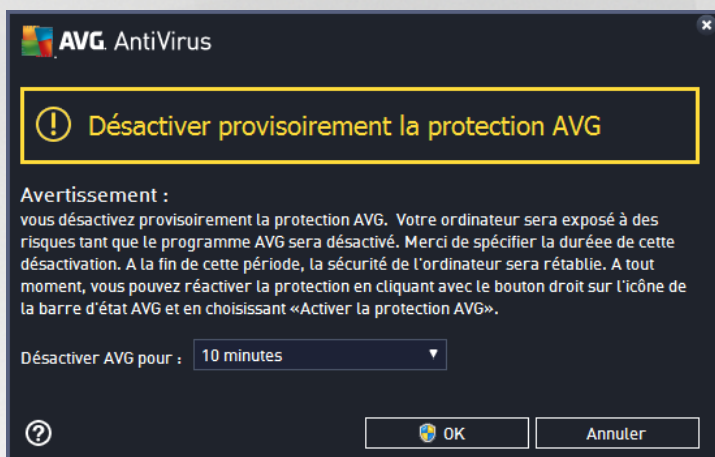 AVG. AntiVirus
Désactiver provisoirement la protection AVG
Avertissement :
vous désactivez provisoirement la protection AVG. Votre ordinateur sera exposé à des
risques tant que le programme AVG sera désactivé. Merci de spécifier la duréee de cette
désactivation. A la fin de cette période, la sécurité de l'ordinateur sera rétablie. A tout
moment, vous pouvez réactiver la protection en cliquant avec le bouton droit sur l'icône de
la barre d'état AVG et en choisissant «Activer la protection AVG».
Désactiver AVG pour : 10 minutes
OK Annuler